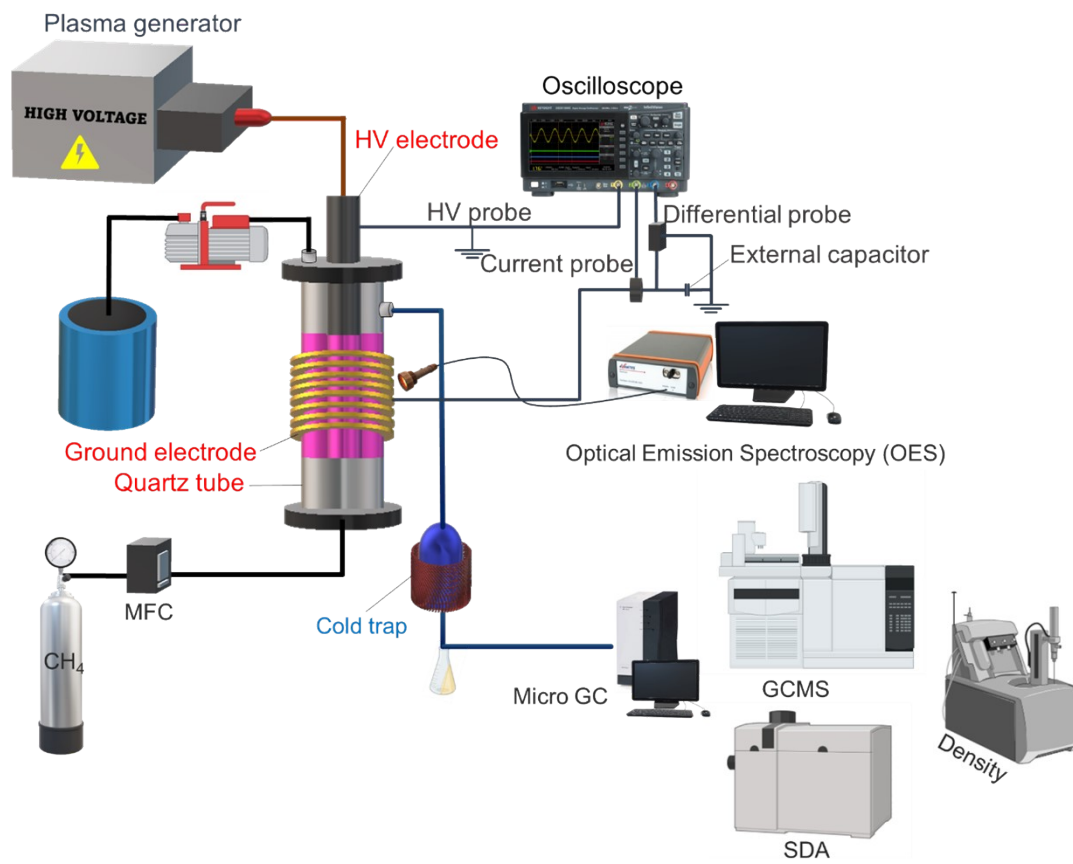 Plasma generator
HIGH VOLTAGE
Oscilloscope
HV electrode
HV probe
Differential probe
Current probe
External capacitor
Ground electrode
Quartz tube
Optical Emission Spectroscopy (OES)
MFC
CH₄
Cold trap
Micro GC
GCMS
Density
SDA